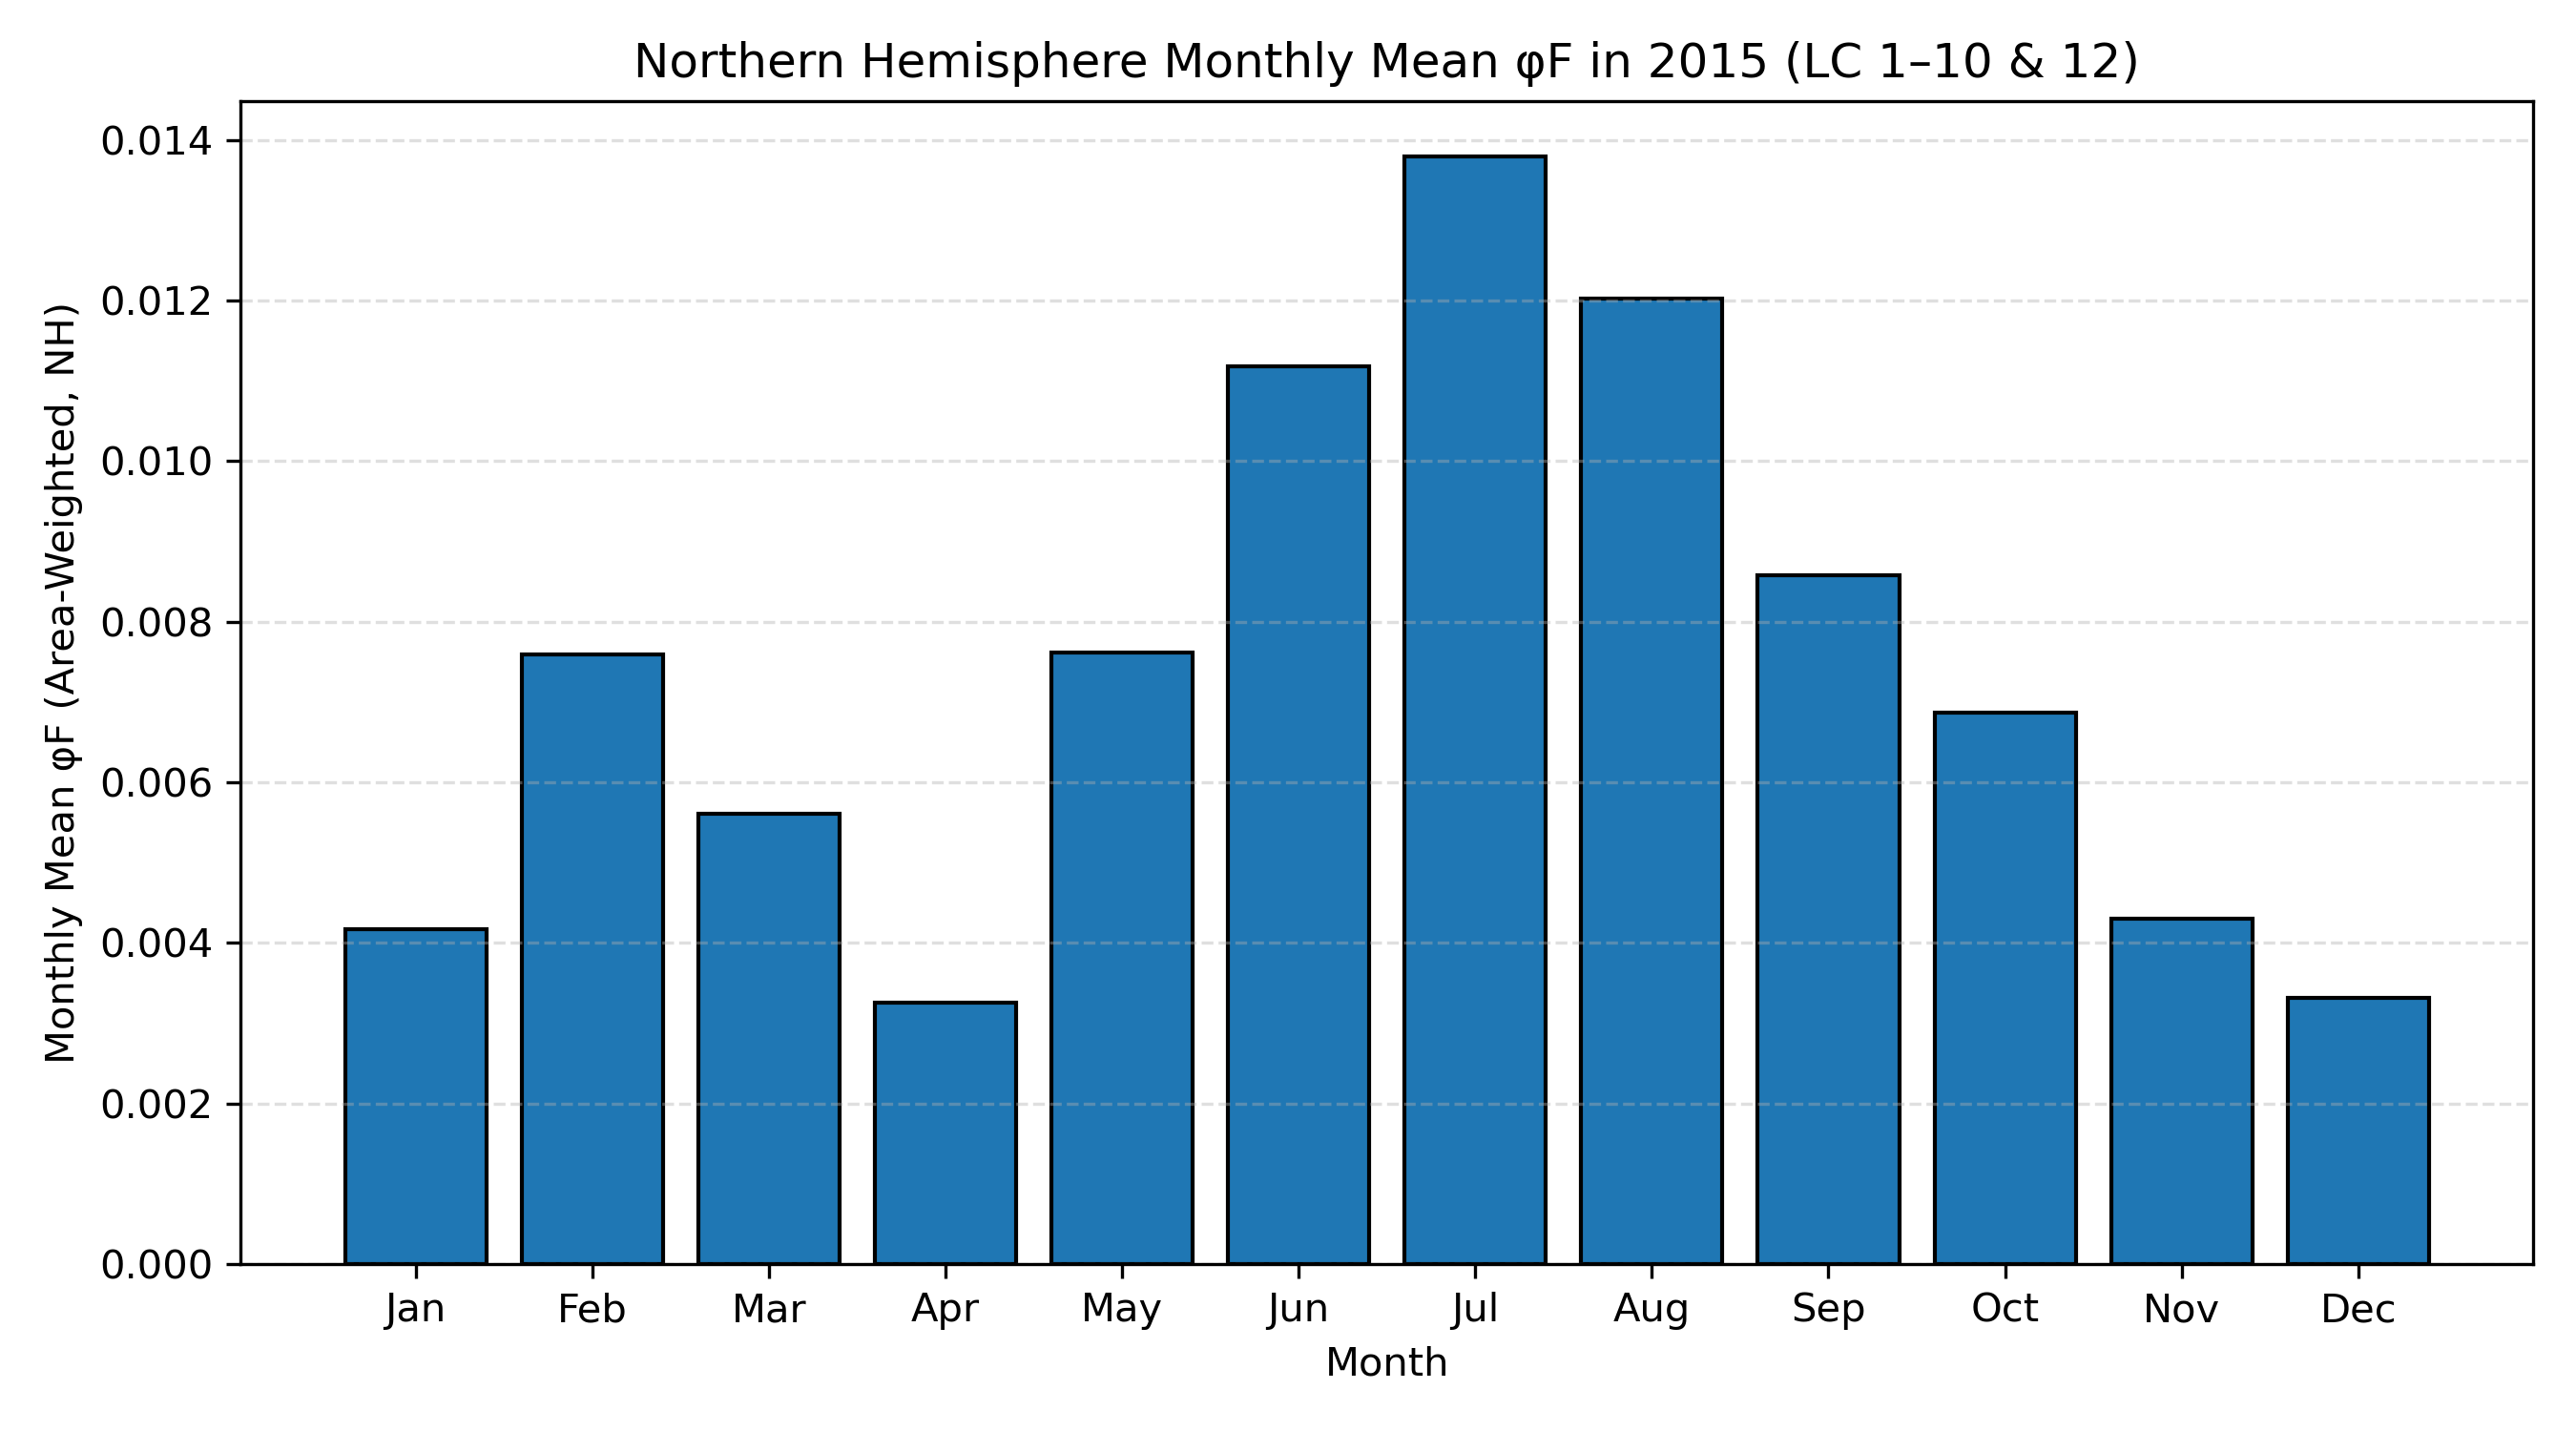 Northern Hemisphere Monthly Mean φF in 2015 (LC 1–10 & 12)
Monthly Mean φF (Area-Weighted, NH)
0.014
0.012
0.010
0.008
0.006
0.004
0.002
0.000
Jan Feb Mar Apr May Jun Jul Aug Sep Oct Nov Dec
Month